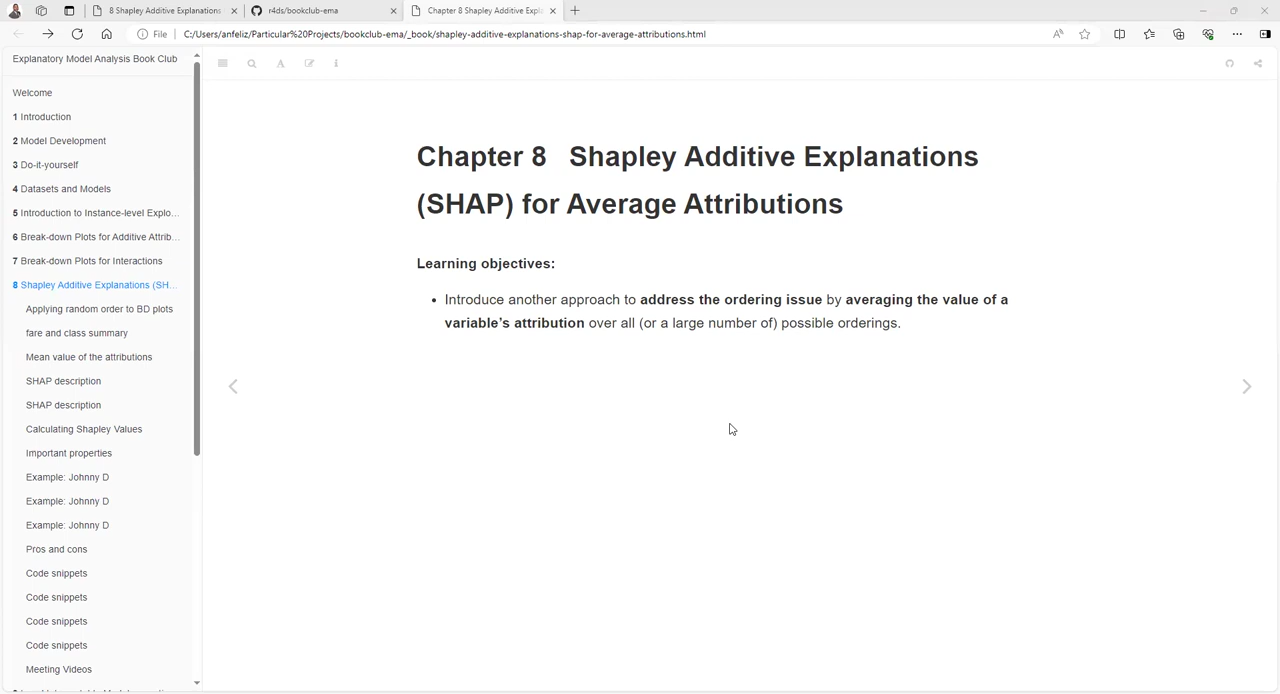 8 Shapley Additive Explanations
r4ds/bookclub-ema
Chapter 8 Shapley Additive Expla
File
C:/Users/anfeliz/Particular%20Projects/bookclub-ema/_book/shapley-additive-explanations-shap-for-average-attributions.html
Explanatory Model Analysis Book Club
Welcome
1 Introduction
2 Model Development
3 Do-it-yourself
4 Datasets and Models
5 Introduction to Instance-level Explo...
6 Break-down Plots for Additive Attrib...
7 Break-down Plots for Interactions
8 Shapley Additive Explanations (SH...
Applying random order to BD plots
fare and class summary
Mean value of the attributions
SHAP description
SHAP description
Calculating Shapley Values
Important properties
Example: Johnny D
Example: Johnny D
Example: Johnny D
Pros and cons
Code snippets
Code snippets
Code snippets
Code snippets
Meeting Videos
Chapter 8 Shapley Additive Explanations
(SHAP) for Average Attributions
Learning objectives:
• Introduce another approach to address the ordering issue by averaging the value of a
variable's attribution over all (or a large number of) possible orderings.